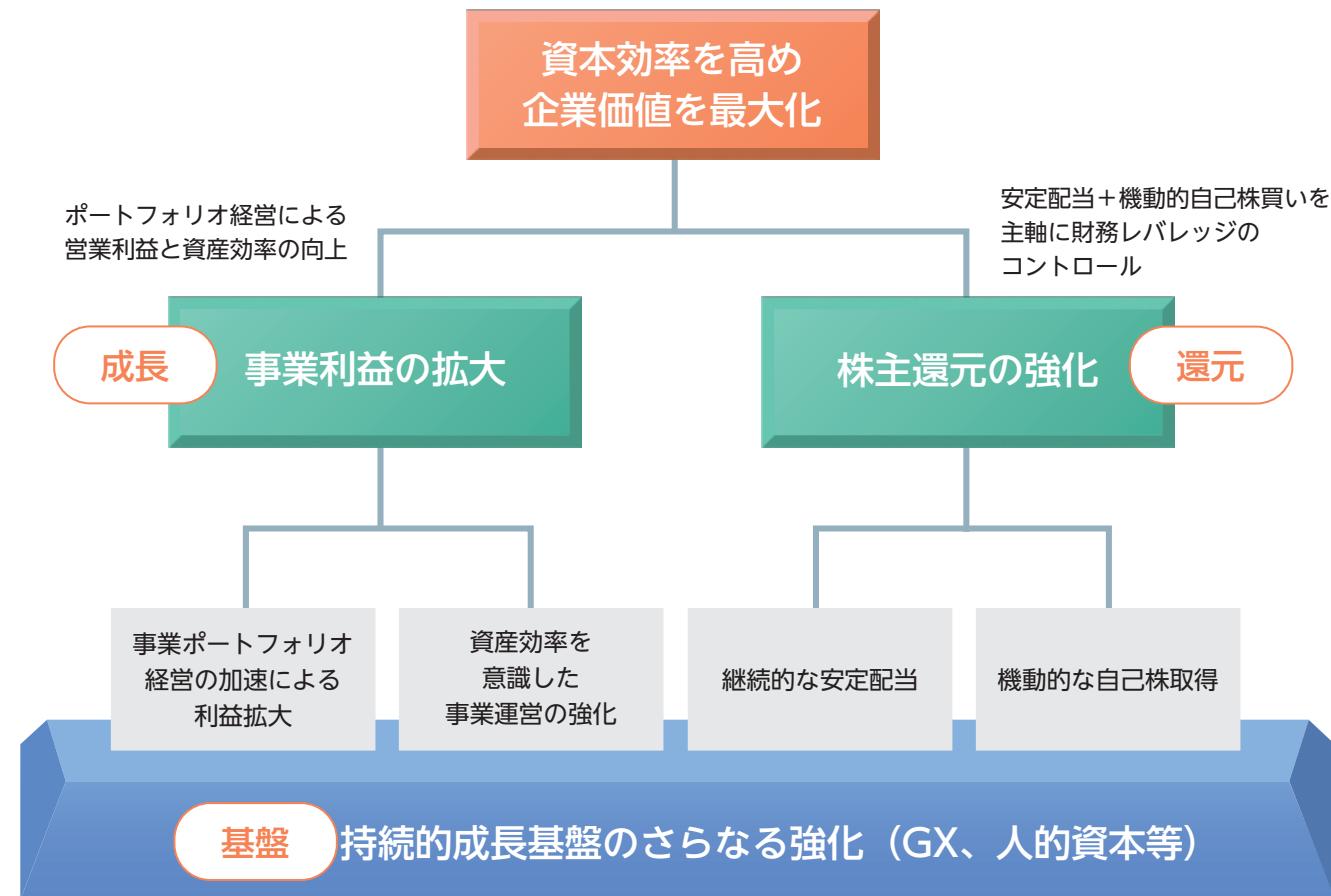 資本効率を高め
企業価値を最大化
ポートフォリオ経営による
営業利益と資産効率の向上
安定配当＋機動的自己株買いを
主軸に財務レバレッジの
コントロール
成長
事業利益の拡大
株主還元の強化
還元
事業ポートフォリオ
経営の加速による
利益拡大
資産効率を
意識した
事業運営の強化
継続的な安定配当
機動的な自己株取得
基盤
持続的成長基盤のさらなる強化（GX、人的資本等）